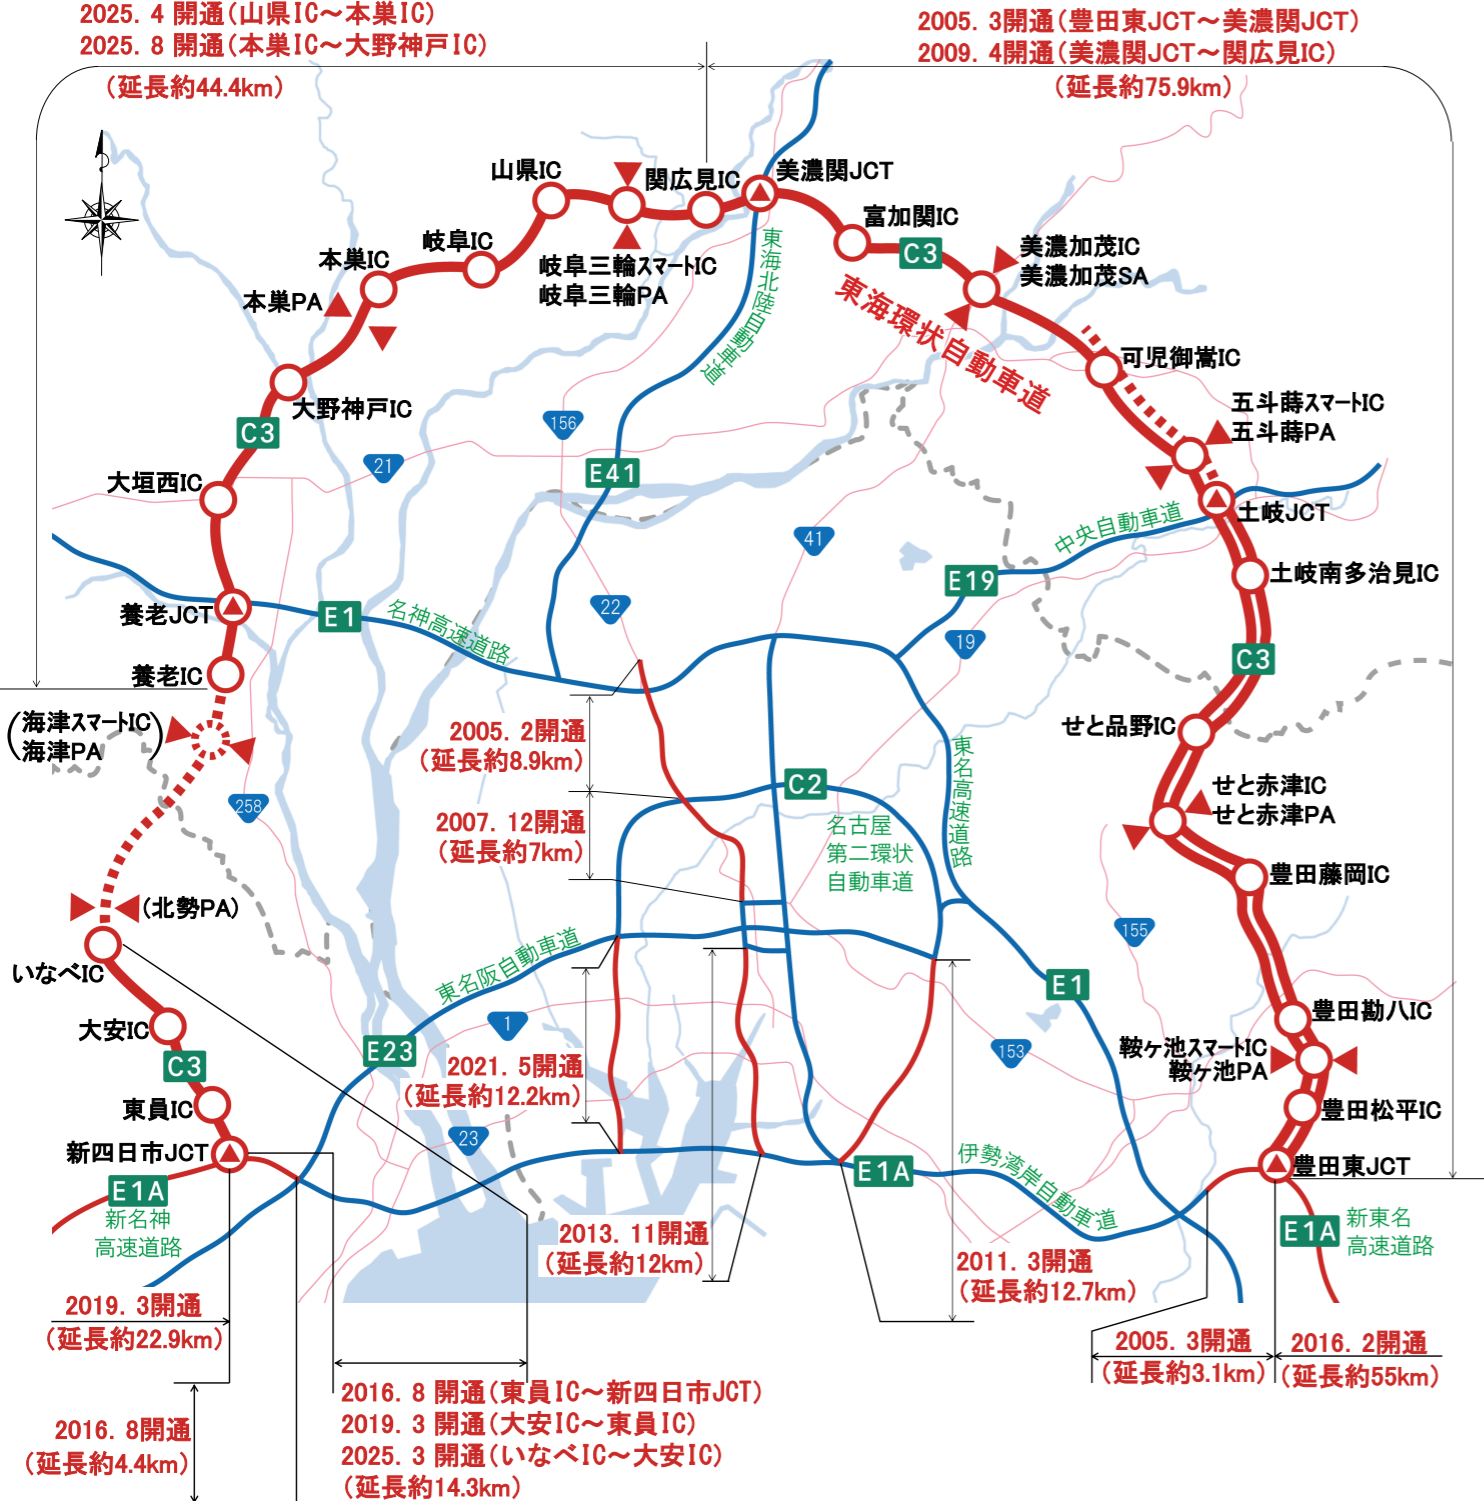 2025. 4 開通(山県IC～本巣IC)
2025. 8 開通(本巣IC～大野神戸IC)
(延長約44.4km)
2005. 3開通(豊田東JCT～美濃関JCT)
2009. 4開通(美濃関JCT～関広見IC)
(延長約75.9km)
山県IC
関広見IC
美濃関JCT
富加関IC
C3
岐阜IC
岐阜三輪スマートIC
岐阜三輪PA
本巣IC
本巣PA
東海北陸自動車道
美濃加茂IC
美濃加茂SA
東海環状自動車道
可児御嵩IC
五斗蒔スマートIC
五斗蒔PA
大野神戸IC
C3
156
21
E41
大垣西IC
41
中央自動車道
土岐JCT
E19
土岐南多治見IC
養老JCT
E1
名神高速道路
22
19
C3
養老IC
(海津スマートIC)
海津PA
2005. 2開通
(延長約8.9km)
せと品野IC
東名高速道路
C2
せと赤津IC
せと赤津PA
258
2007. 12開通
(延長約7km)
名古屋
第二環状
自動車道
豊田藤岡IC
(北勢PA)
155
いなべIC
東名阪自動車道
E1
大安IC
豊田勘八IC
1
E23
153
鞍ヶ池スマートIC
鞍ヶ池PA
C3
2021. 5開通
(延長約12.2km)
東員IC
豊田松平IC
23
新四日市JCT
伊勢湾岸自動車道
豊田東JCT
E1A
E1A
新名神
高速道路
E1A
新東名
高速道路
2013. 11開通
(延長約12km)
2011. 3開通
(延長約12.7km)
2019. 3開通
(延長約22.9km)
2005. 3開通
(延長約3.1km)
2016. 2開通
(延長約55km)
2016. 8 開通(東員IC～新四日市JCT)
2019. 3 開通(大安IC～東員IC)
2025. 3 開通(いなべIC～大安IC)
(延長約14.3km)
2016. 8開通
(延長約4.4km)